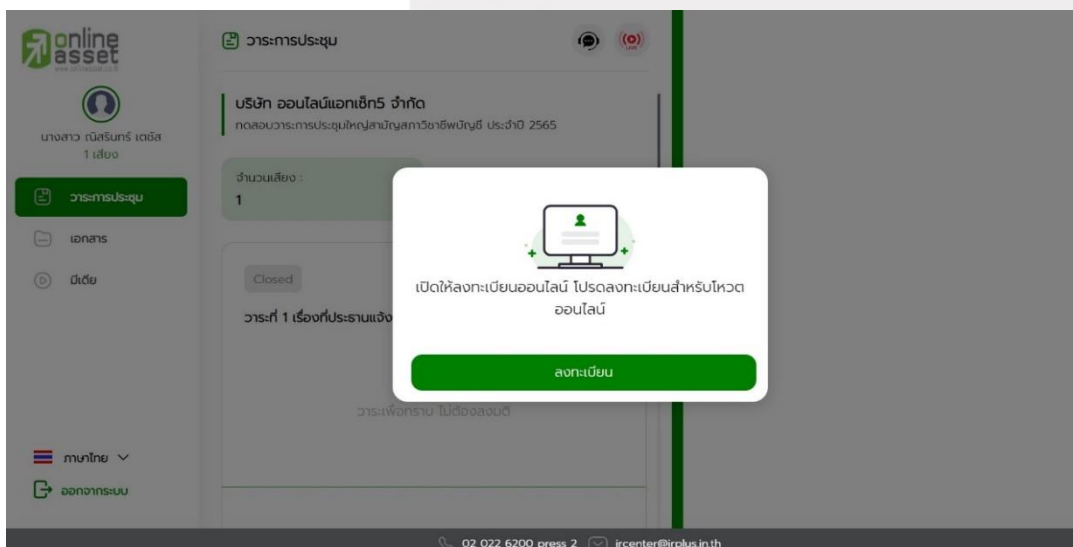 online
asset
www.onlineasset.co.th
นางสาว ณิสรินทร์ เตชัส
1 เสียง
วาระการประชุม
เอกสาร
มีเดีย
ภาษาไทย
ออกจากระบบ
วาระการประชุม
LIVE
บริษัท ออนไลน์แอทเซ็ท5 จำกัด
ทดสอบวาระการประชุมใหญ่สามัญสภาวิชาชีพบัญชี ประจำปี 2565
จำนวนเสียง :
1
Closed
วาระที่ 1 เรื่องที่ประธานแจ้ง
วาระเพื่อทราบ ไม่ต้องลงมติ
เปิดให้ลงทะเบียนออนไลน์ โปรดลงทะเบียนสำหรับโหวต
ออนไลน์
ลงทะเบียน
02 022 6200 press 2 ircenter@irplus.in.th